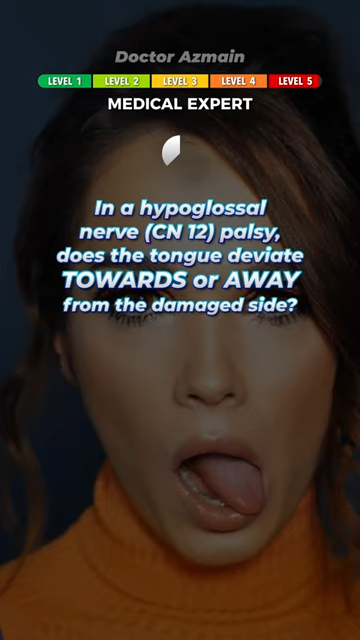 Doctor Azmain
LEVEL 1 LEVEL 2 LEVEL 3 LEVEL 4 LEVEL 5
MEDICAL EXPERT
In a hypoglossal
nerve (CN 12) palsy,
does the tongue deviate
TOWARDS or AWAY
from the damaged side?